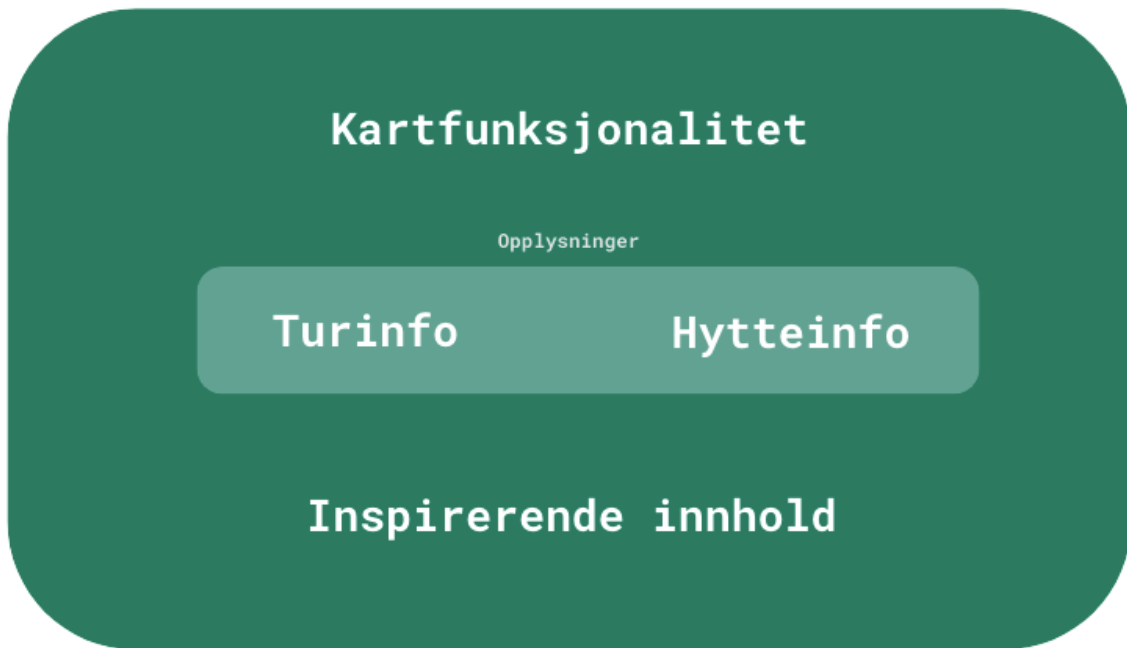 Kartfunksjonalitet
Opplysninger
Turinfo Hytteinfo
Inspirerende innhold